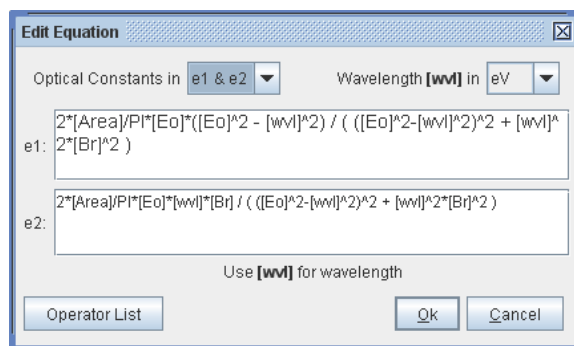 Edit Equation
Optical Constants in e1 & e2 Wavelength [wvl] in eV
e1: 2*[Area]/PI*[Eo]*([Eo]^2 - [wvl]^2) / ( ([Eo]^2-[wvl]^2)^2 + [wvl]^
2*[Br]^2 )
e2: 2*[Area]/PI*[Eo]*[wvl]*[Br] / ( ([Eo]^2-[wvl]^2)^2 + [wvl]^2*[Br]^2 )
Use [wvl] for wavelength
Operator List Ok Cancel